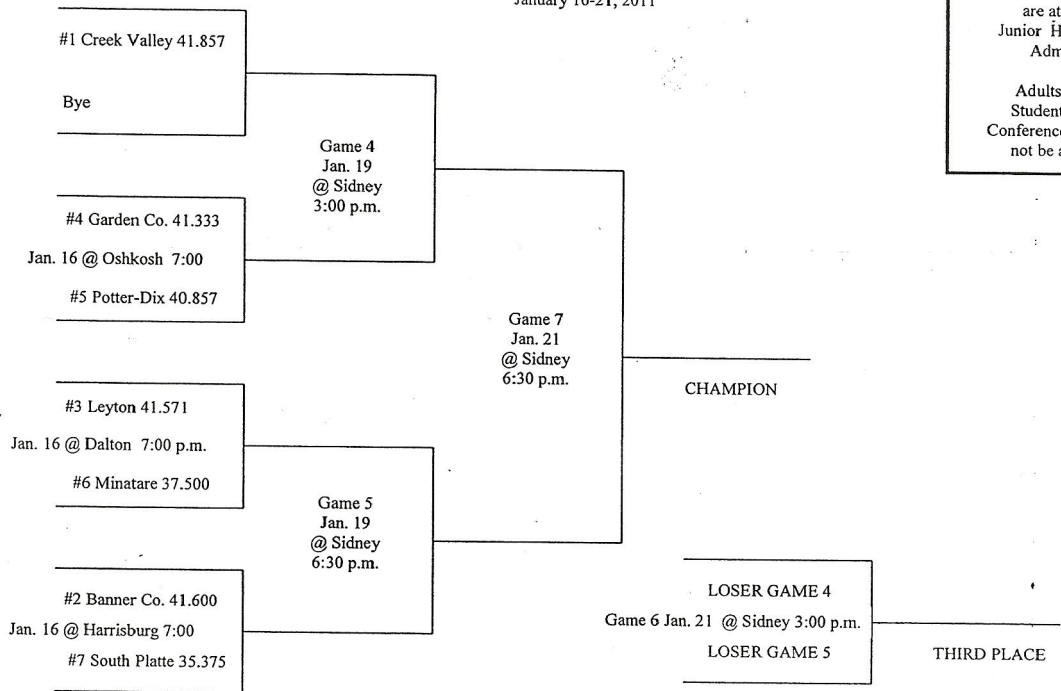 January 16-21, 2011
are at
Junior H
Adm
Adults
Student
Conference
not be a
#1 Creek Valley 41.857
Bye
Game 4
Jan. 19
@ Sidney
3:00 p.m.
#4 Garden Co. 41.333
Jan. 16 @ Oshkosh 7:00
#5 Potter-Dix 40.857
Game 7
Jan. 21
@ Sidney
6:30 p.m.
CHAMPION
#3 Leyton 41.571
Jan. 16 @ Dalton 7:00 p.m.
#6 Minatare 37.500
Game 5
Jan. 19
@ Sidney
6:30 p.m.
#2 Banner Co. 41.600
Jan. 16 @ Harrisburg 7:00
#7 South Platte 35.375
LOSER GAME 4
Game 6 Jan. 21 @ Sidney 3:00 p.m.
LOSER GAME 5
THIRD PLACE